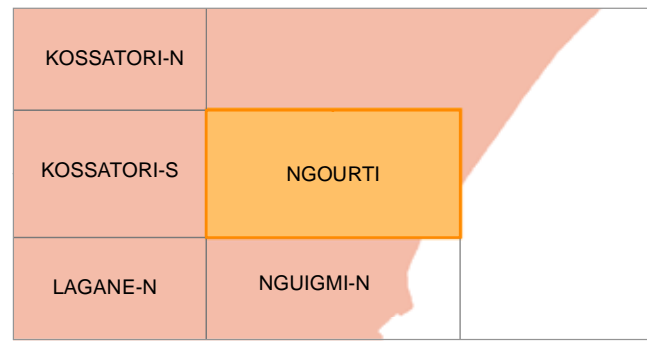 KOSSATORI-N
KOSSATORI-S
NGOURTI
LAGANE-N
NGUIGMI-N